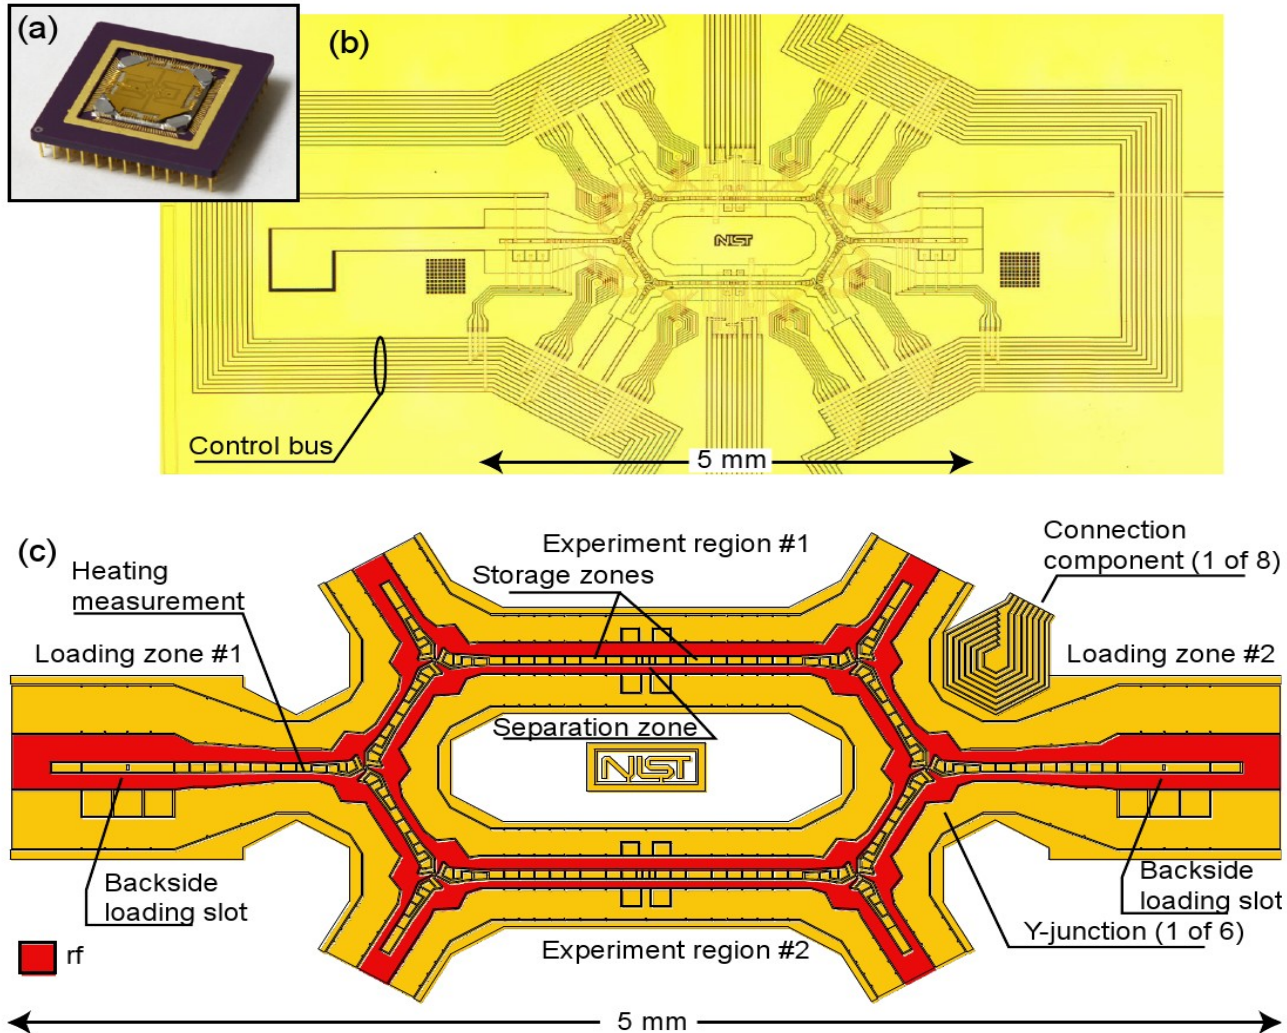 (a)
(b)
NIST
Control bus
5 mm
(c)
Experiment region #1
Storage zones
Connection
component (1 of 8)
Heating
measurement
Loading zone #1
Loading zone #2
Separation zone
NIST
Backside
loading slot
Backside
loading slot
Y-junction (1 of 6)
rf
Experiment region #2
5 mm